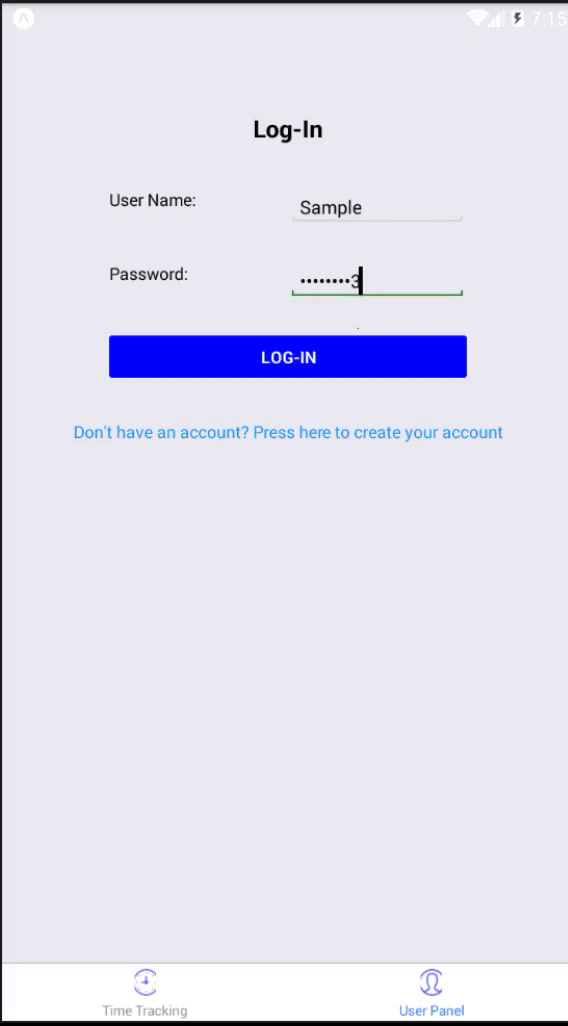 7:15
Log-In
User Name:
Sample
Password:
••••••••3
LOG-IN
Don't have an account? Press here to create your account
Time Tracking
User Panel